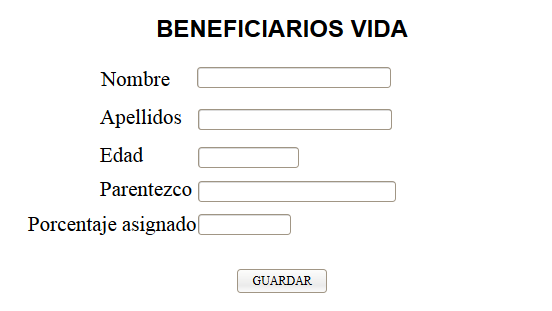 BENEFICIARIOS VIDA
Nombre
Apellidos
Edad
Parentezco
Porcentaje asignado
GUARDAR